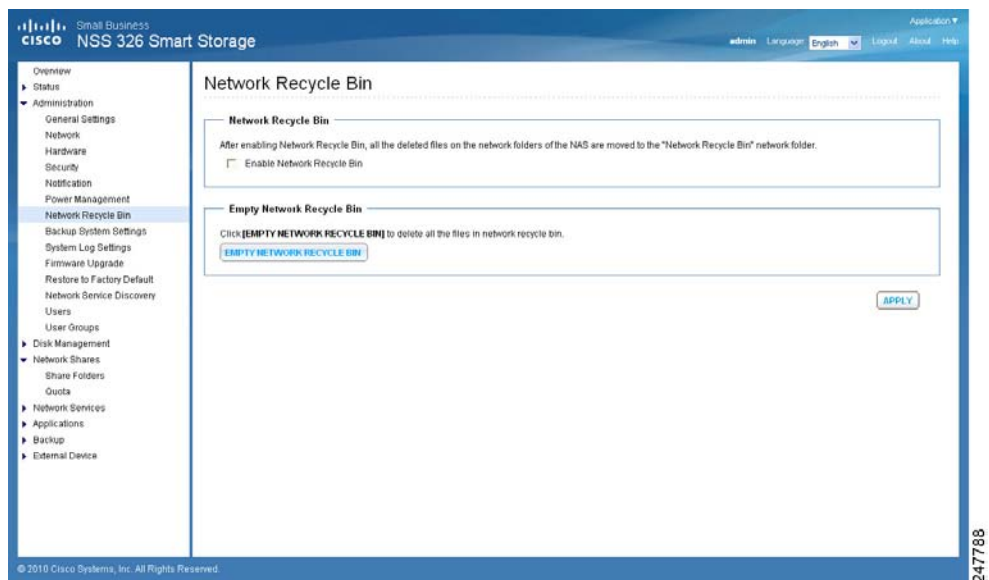 Small Business
CISCO NSS 326 Smart Storage
Application
admin Language English Logout About Help
Overview
Status
Administration
General Settings
Network
Hardware
Security
Notification
Power Management
Network Recycle Bin
Backup System Settings
System Log Settings
Firmware Upgrade
Restore to Factory Default
Network Service Discovery
Users
User Groups
Disk Management
Network Shares
Share Folders
Quota
Network Services
Applications
Backup
External Device
Network Recycle Bin
Network Recycle Bin
After enabling Network Recycle Bin, all the deleted files on the network folders of the NAS are moved to the "Network Recycle Bin" network folder.
Enable Network Recycle Bin
Empty Network Recycle Bin
Click [EMPTY NETWORK RECYCLE BIN] to delete all the files in network recycle bin.
EMPTY NETWORK RECYCLE BIN
APPLY
© 2010 Cisco Systems, Inc. All Rights Reserved.
247788